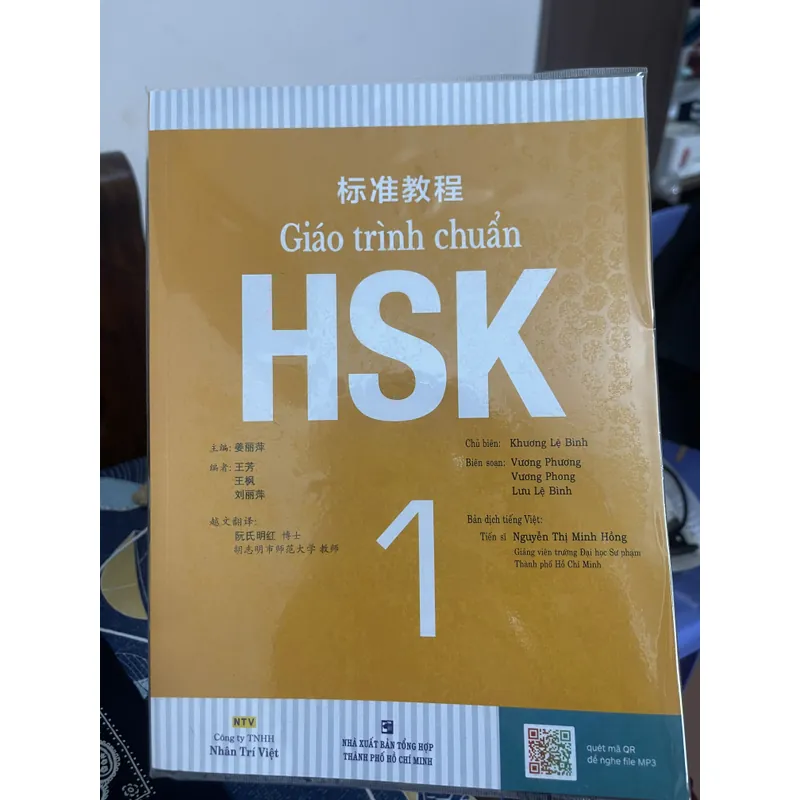 标准教程
Giáo trình chuẩn
HSK
1
主编: 姜丽萍
编者: 王芳
王枫
刘丽萍
越文翻译:
阮氏明红 博士
胡志明市师范大学 教师
Chủ biên: Khương Lệ Bình
Biên soạn: Vương Phương
Vương Phong
Lưu Lệ Bình
Bản dịch tiếng Việt:
Tiến sĩ Nguyễn Thị Minh Hồng
Giảng viên trường Đại học Sư phạm
Thành phố Hồ Chí Minh
NTV
Công ty TNHH
Nhân Trí Việt
NHÀ XUẤT BẢN TỔNG HỢP
THÀNH PHỐ HỒ CHÍ MINH
quét mã QR
để nghe file MP3